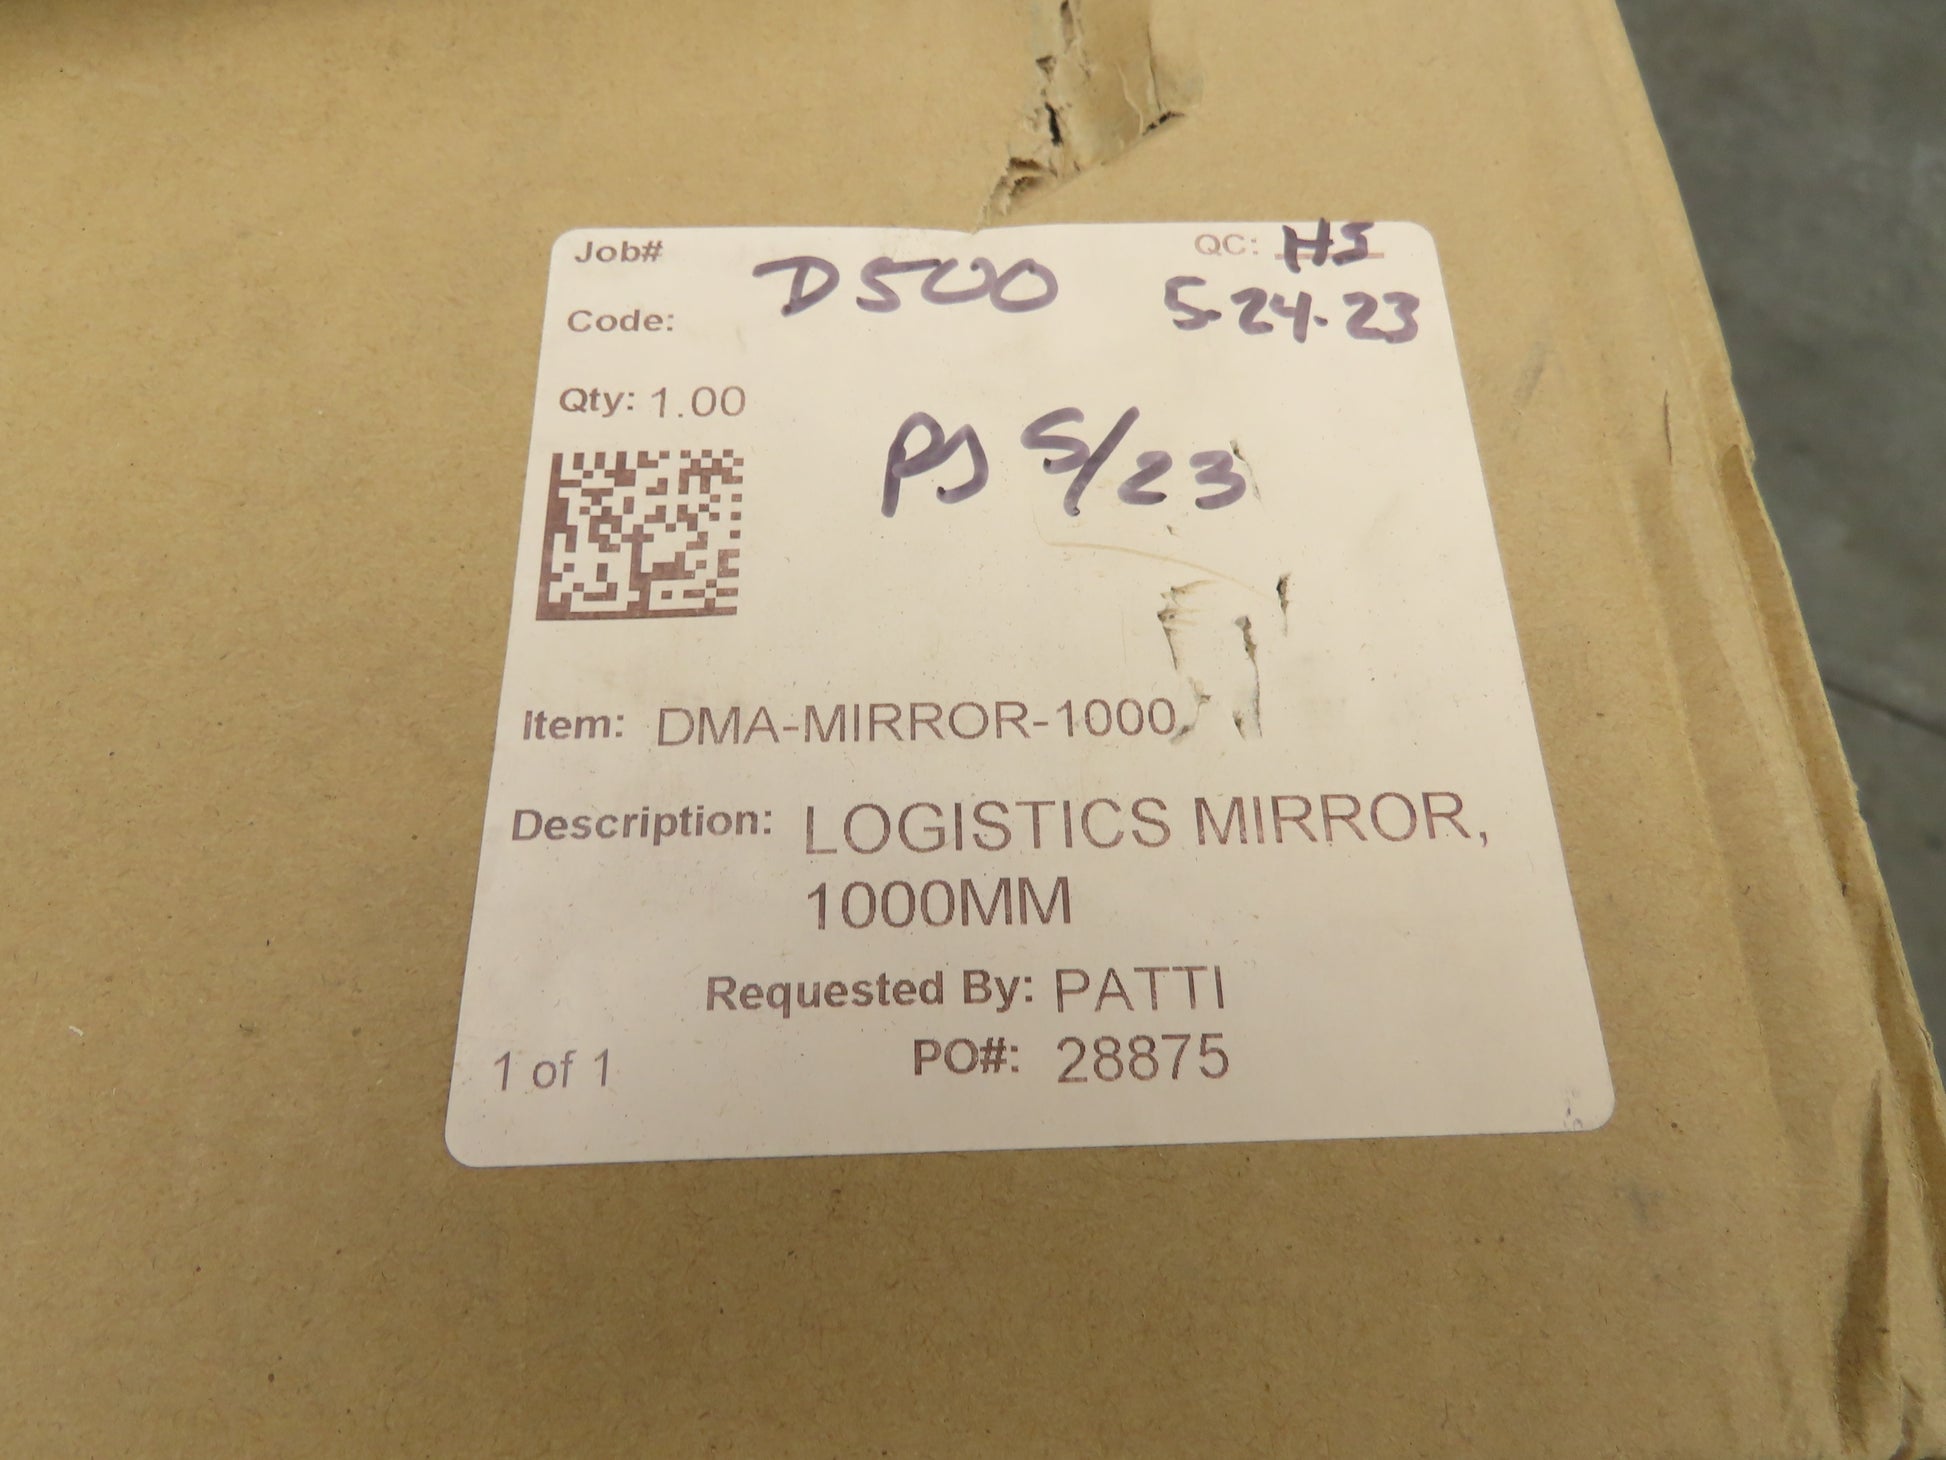 Job# D500 QC: HS
Code: 5-24-23
Qty: 1.00
PJ 5/23
Item: DMA-MIRROR-1000
Description: LOGISTICS MIRROR,
1000MM
Requested By: PATTI
1 of 1 PO#: 28875